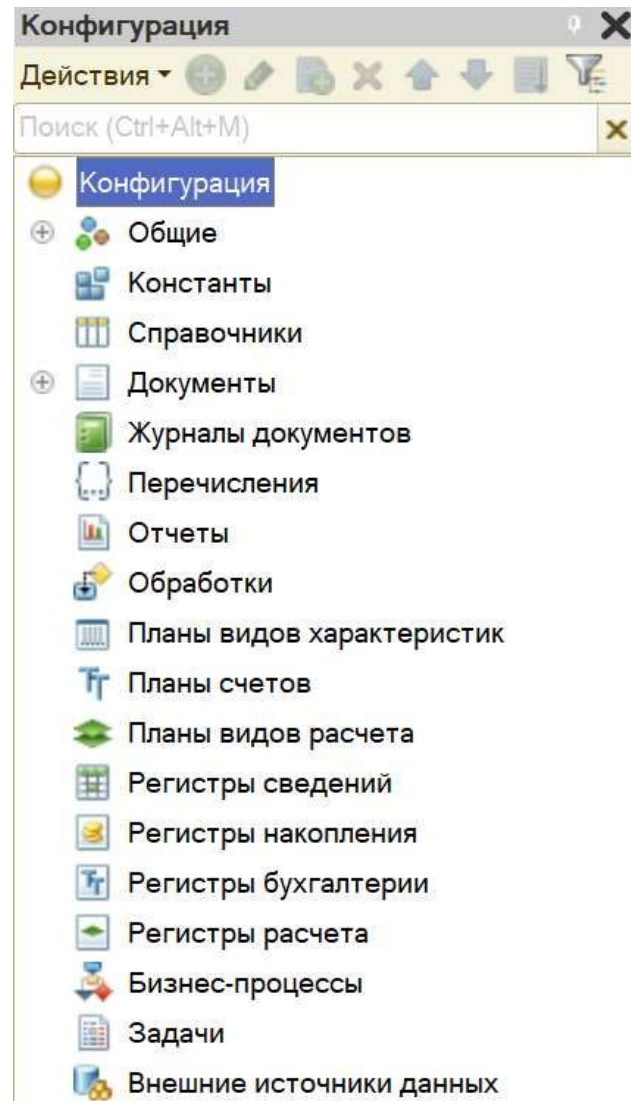 Конфигурация
Действия
Поиск (Ctrl+Alt+M)
Конфигурация
Общие
Константы
Справочники
Документы
Журналы документов
Перечисления
Отчеты
Обработки
Планы видов характеристик
Планы счетов
Планы видов расчета
Регистры сведений
Регистры накопления
Регистры бухгалтерии
Регистры расчета
Бизнес-процессы
Задачи
Внешние источники данных